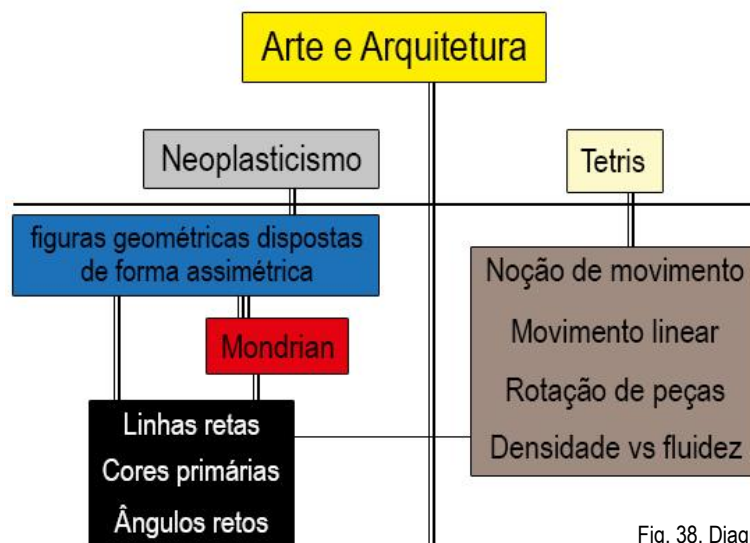 Arte e Arquitetura
Neoplasticismo
Tetris
figuras geométricas dispostas
de forma assimétrica
Mondrian
Linhas retas
Cores primárias
Ângulos retos
Noção de movimento
Movimento linear
Rotação de peças
Densidade vs fluidez
Fig. 38. Diag